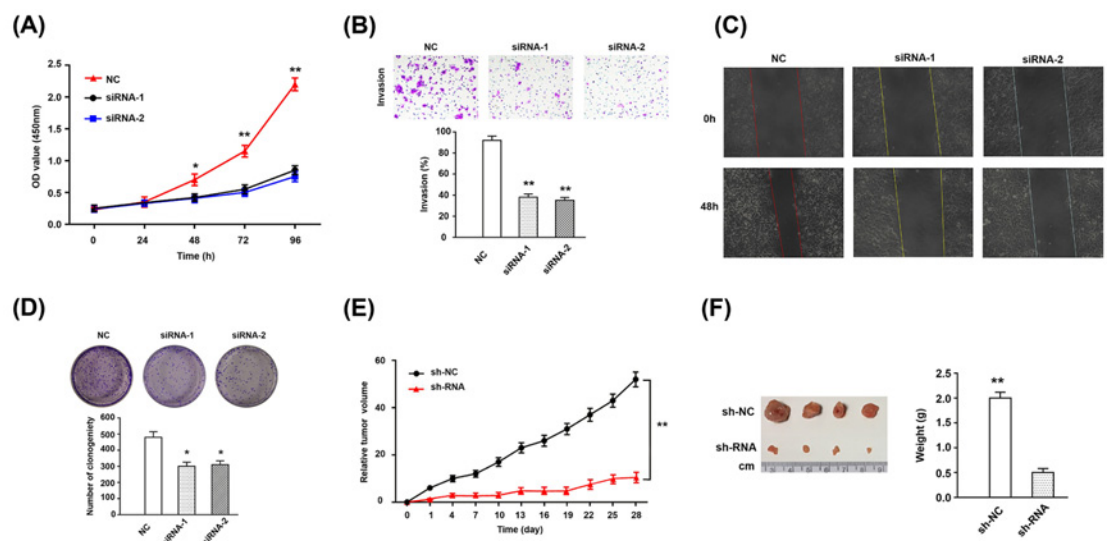 (A)
2.5
2.0
1.5
1.0
0.5
0.0
OD value (450nm)
NC
siRNA-1
siRNA-2
*
**
**
0 24 48 72 96
Time (h)
(B)
NC siRNA-1 siRNA-2
Invasion
100
80
60
40
20
0
Invasion (%)
** **
NC siRNA-1 siRNA-2
(C)
NC siRNA-1 siRNA-2
0h
48h
(D)
NC siRNA-1 siRNA-2
600
500
400
300
200
100
0
Number of clonogeniety
* *
NC siRNA-1 siRNA-2
(E)
sh-NC
sh-RNA
60
40
20
0
Relative tumor volume
**
0 1 4 7 10 13 16 19 22 25 28
Time (day)
(F)
sh-NC
sh-RNA
cm
2.5
2.0
1.5
1.0
0.5
0.0
Weight (g)
**
sh-NC sh-RNA